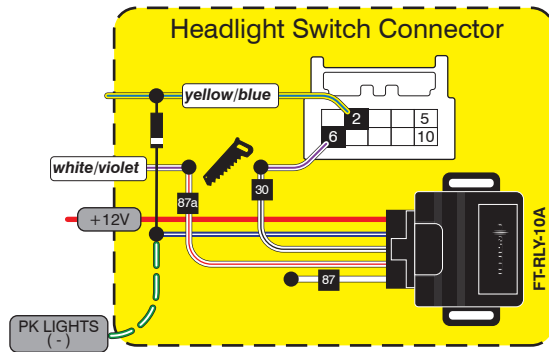 Headlight Switch Connector
yellow/blue
2
5
6
10
white/violet
87a
30
+12V
87
FT-RLY-10A
PK LIGHTS
( - )